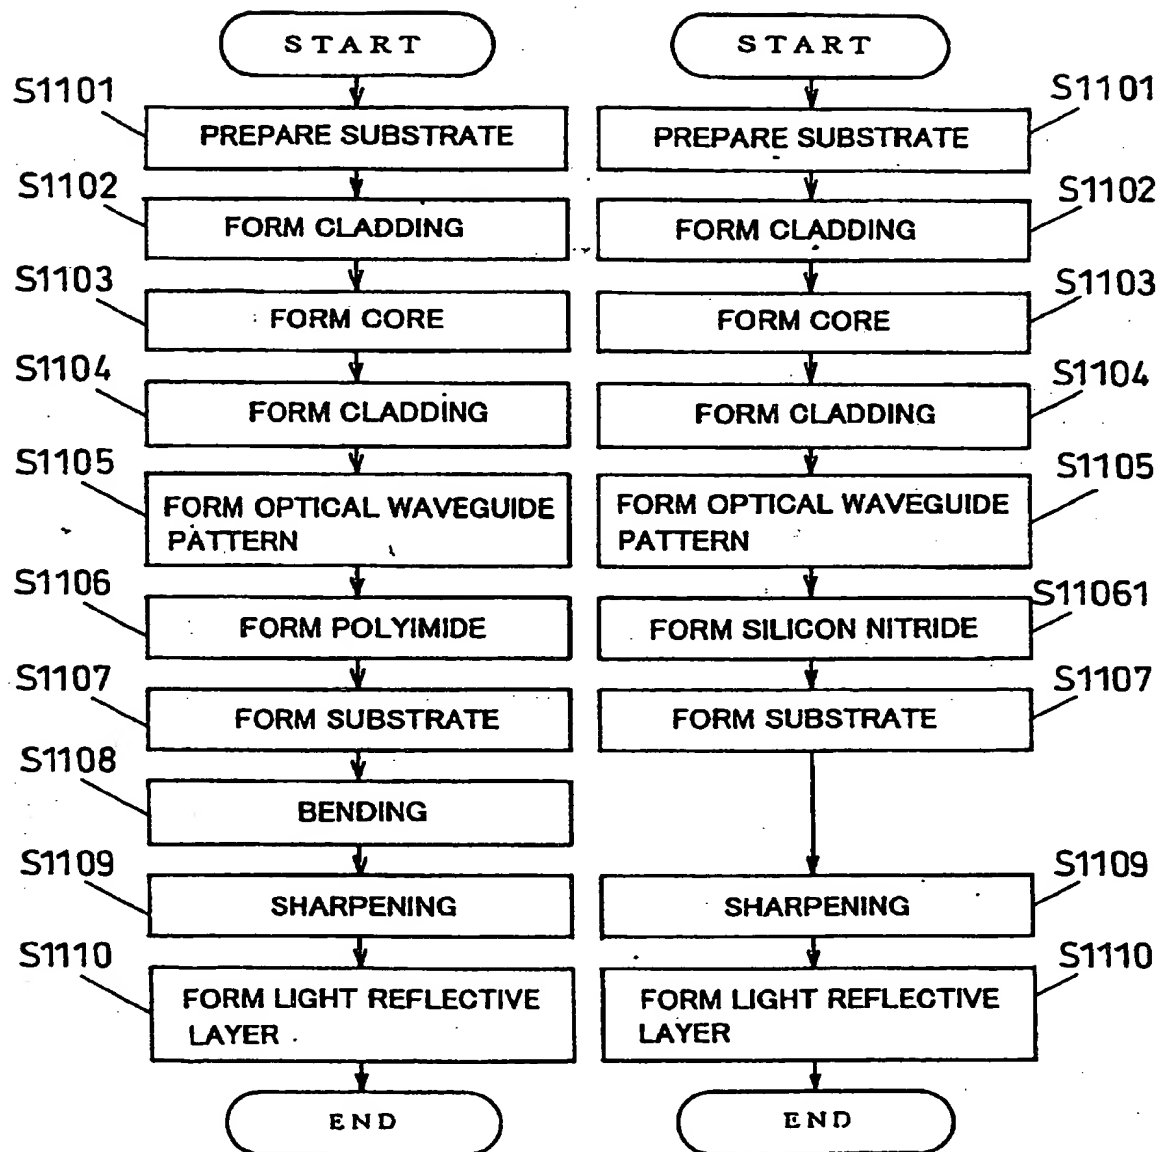 START
S1101
PREPARE SUBSTRATE
S1102
FORM CLADDING
S1103
FORM CORE
S1104
FORM CLADDING
S1105
FORM OPTICAL WAVEGUIDE
PATTERN
S1106
FORM POLYIMIDE
S1107
FORM SUBSTRATE
S1108
BENDING
S1109
SHARPENING
S1110
FORM LIGHT REFLECTIVE
LAYER
END
START
S1101
PREPARE SUBSTRATE
S1102
FORM CLADDING
S1103
FORM CORE
S1104
FORM CLADDING
S1105
FORM OPTICAL WAVEGUIDE
PATTERN
S11061
FORM SILICON NITRIDE
S1107
FORM SUBSTRATE
S1109
SHARPENING
S1110
FORM LIGHT REFLECTIVE
LAYER
END